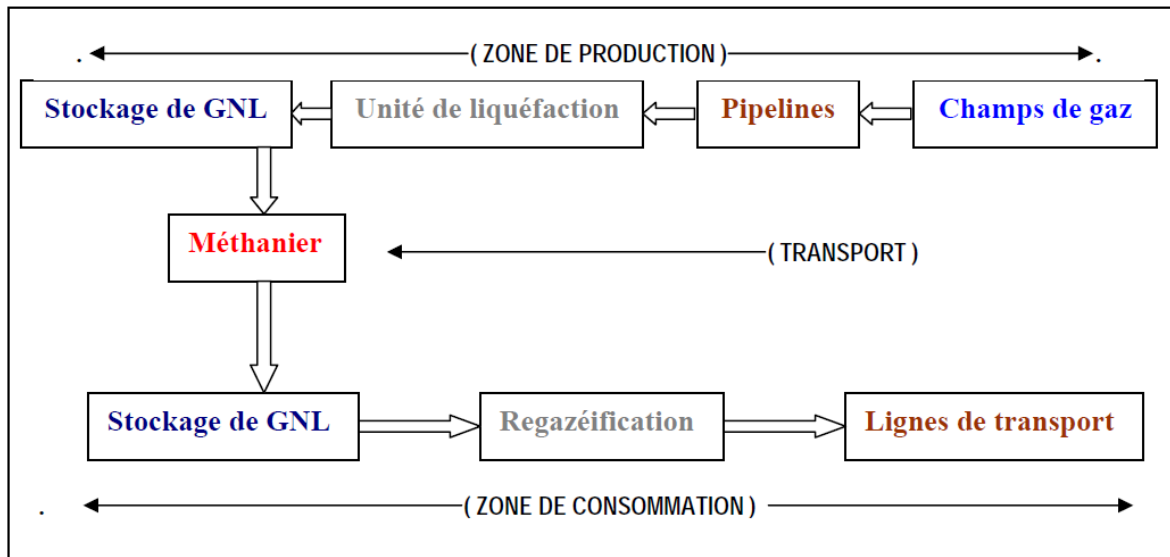 ( ZONE DE PRODUCTION )
Stockage de GNL
Unité de liquéfaction
Pipelines
Champs de gaz
Méthanier
( TRANSPORT )
Stockage de GNL
Regazéification
Lignes de transport
( ZONE DE CONSOMMATION )